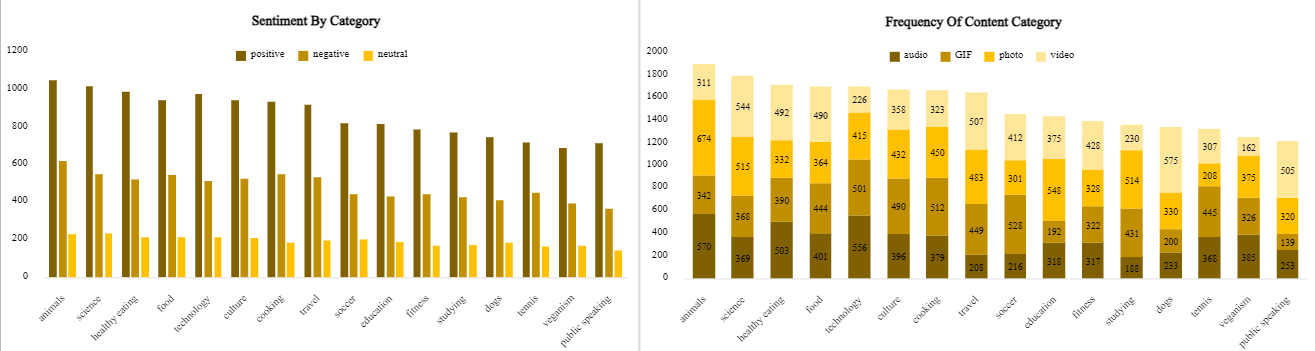 Sentiment By Category
positive negative neutral
1200
1000
800
600
400
200
0
animals science healthy eating food technology culture cooking travel soccer education fitness studying dogs tennis veganism public speaking
Frequency Of Content Category
audio GIF photo video
2000
1800
1600
1400
1200
1000
800
600
400
200
0
311 544 492 490 226 358 323 507 412 375 428 230 575 307 162 505
674 515 332 364 415 432 450 483 301 548 328 514 330 208 375 320
342 368 390 444 501 490 512 449 528 192 322 431 200 445 326 139
570 369 503 401 556 396 379 208 216 318 317 188 233 368 385 253
animals science healthy eating food technology culture cooking travel soccer education fitness studying dogs tennis veganism public speaking